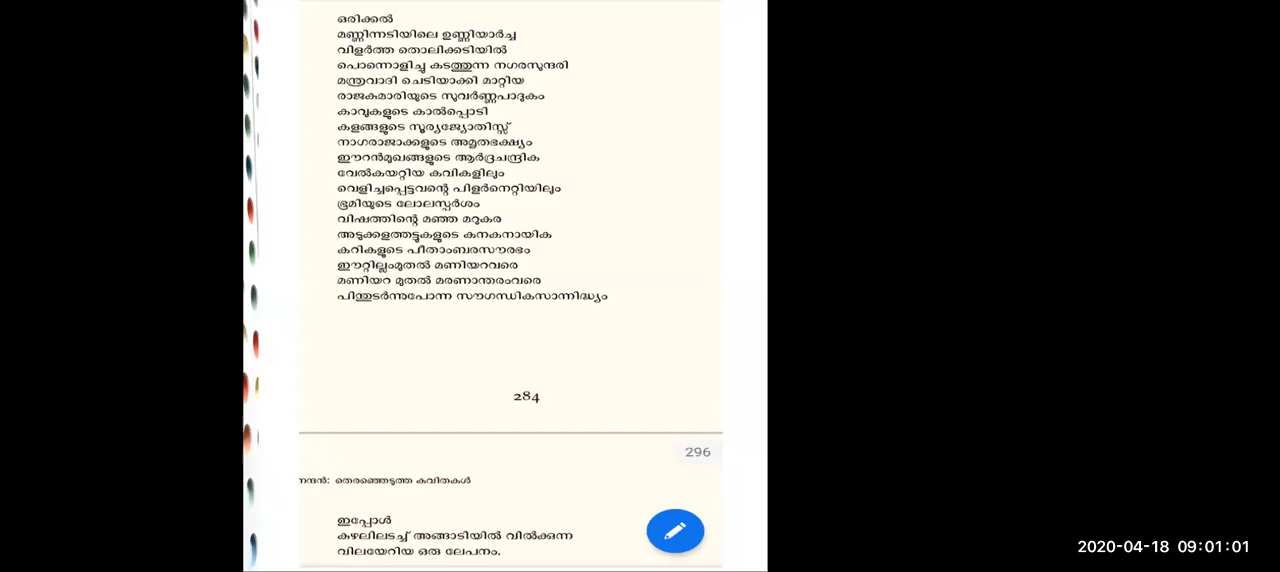 ഒരിക്കൽ
മണ്ണിന്നടിയിലെ ഉണ്ണിയാർച്ച
വിളർത്ത തൊലിക്കടിയിൽ
പൊന്നൊളിച്ചു കടത്തുന്ന നഗരസുന്ദരി
മന്ത്രവാദി ചെടിയാക്കി മാറ്റിയ
രാജകുമാരിയുടെ സുവർണ്ണപാദുകം
കാവുകളുടെ കാൽപ്പൊടി
കളങ്ങളുടെ സൂര്യജ്യോതിസ്സ്
നാഗരാജാക്കളുടെ അമൃതഭക്ഷ്യം
ഈറൻമുഖങ്ങളുടെ ആർദ്രചന്ദ്രിക
വേൽകയറ്റിയ കവിളിലും
വെളിച്ചപ്പെട്ടവന്റെ പിളർനെറ്റിയിലും
ഭൂമിയുടെ ലോലസ്പർശം
വിഷത്തിന്റെ മഞ്ഞ മറുകര
അടുക്കളത്തട്ടുകളുടെ കനകനായിക
കറികളുടെ പീതാംബരസൗരഭം
ഈറ്റില്ലംമുതൽ മണിയറവരെ
മണിയറ മുതൽ മരണാന്തരംവരെ
പിന്തുടർന്നുപോന്ന സൗഗന്ധികസാന്നിദ്ധ്യം
284
296
നന്ദൻ: തെരഞ്ഞെടുത്ത കവിതകൾ
ഇപ്പോൾ
കുഴലിലടച്ച് അങ്ങാടിയിൽ വിൽക്കുന്ന
വിലയേറിയ ഒരു ലേപനം.
2020-04-18 09:01:01